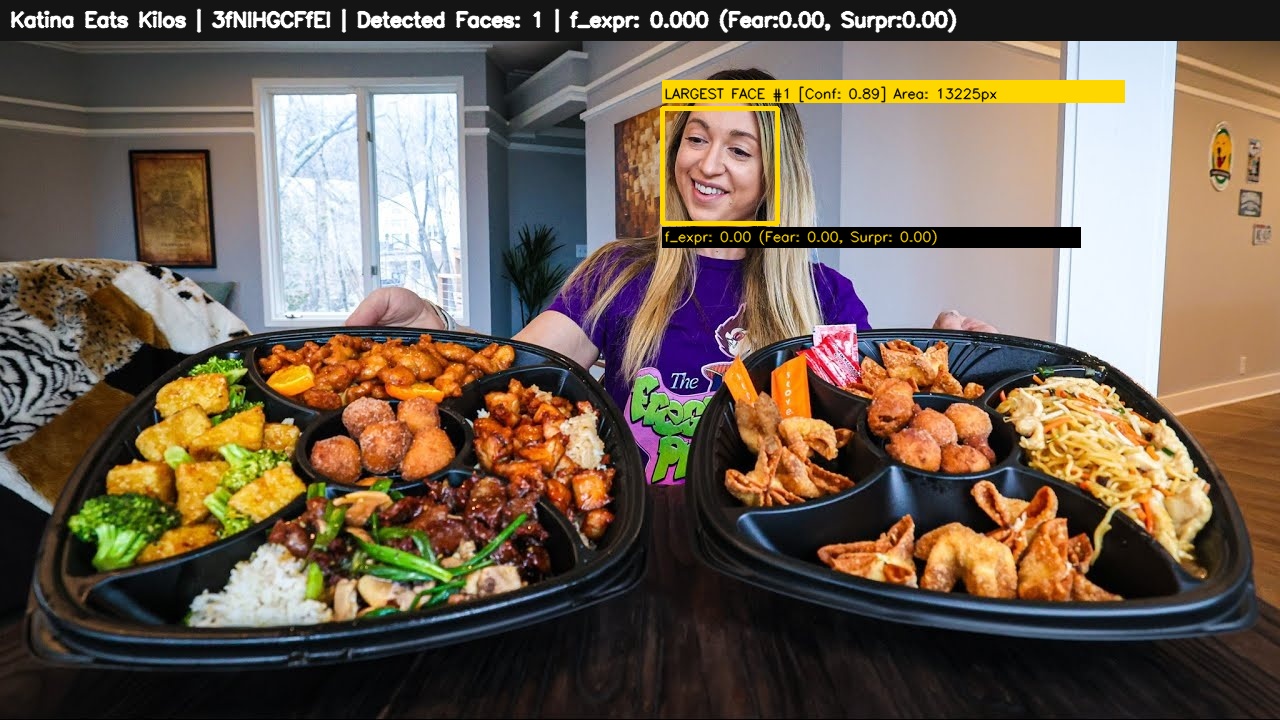 Katina Eats Kilos | 3fNIHGCFfEI | Detected Faces: 1 | f_expr: 0.000 (Fear:0.00, Surpr:0.00)
LARGEST FACE #1 [Conf: 0.89] Area: 13225px
f_expr: 0.00 (Fear: 0.00, Surpr: 0.00)
The